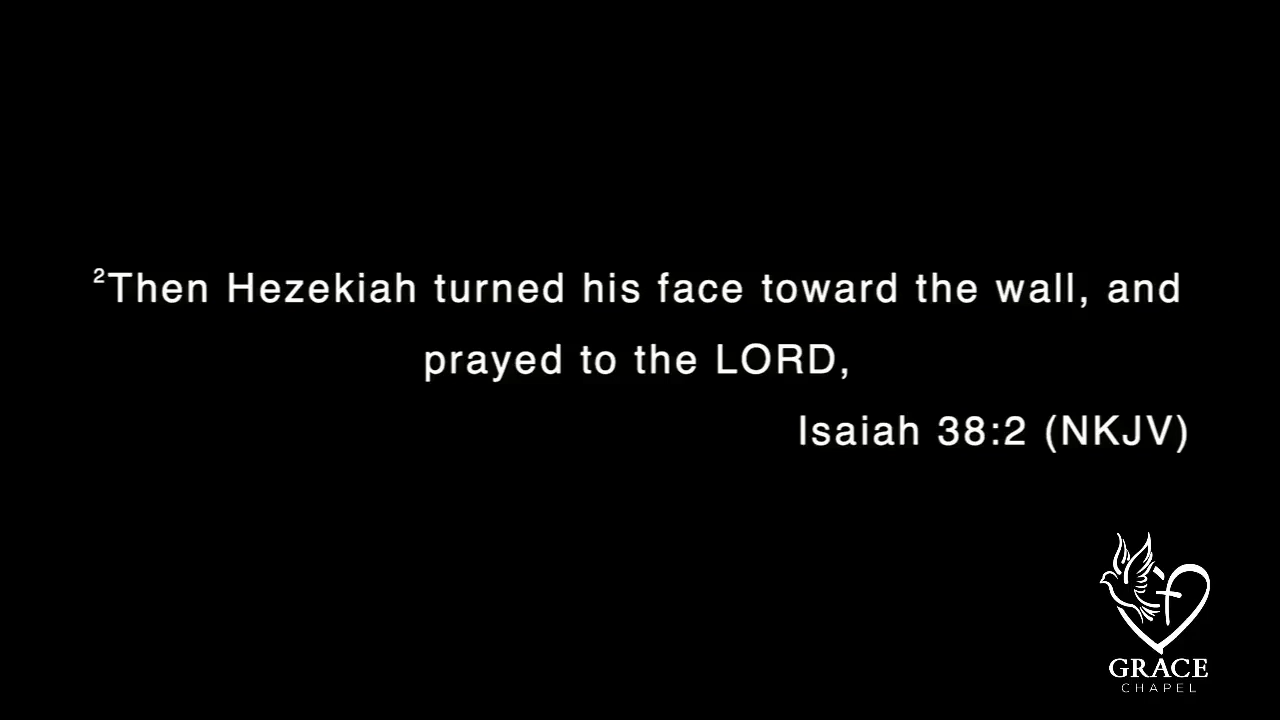 ²Then Hezekiah turned his face toward the wall, and
prayed to the LORD,
Isaiah 38:2 (NKJV)
GRACE
CHAPEL